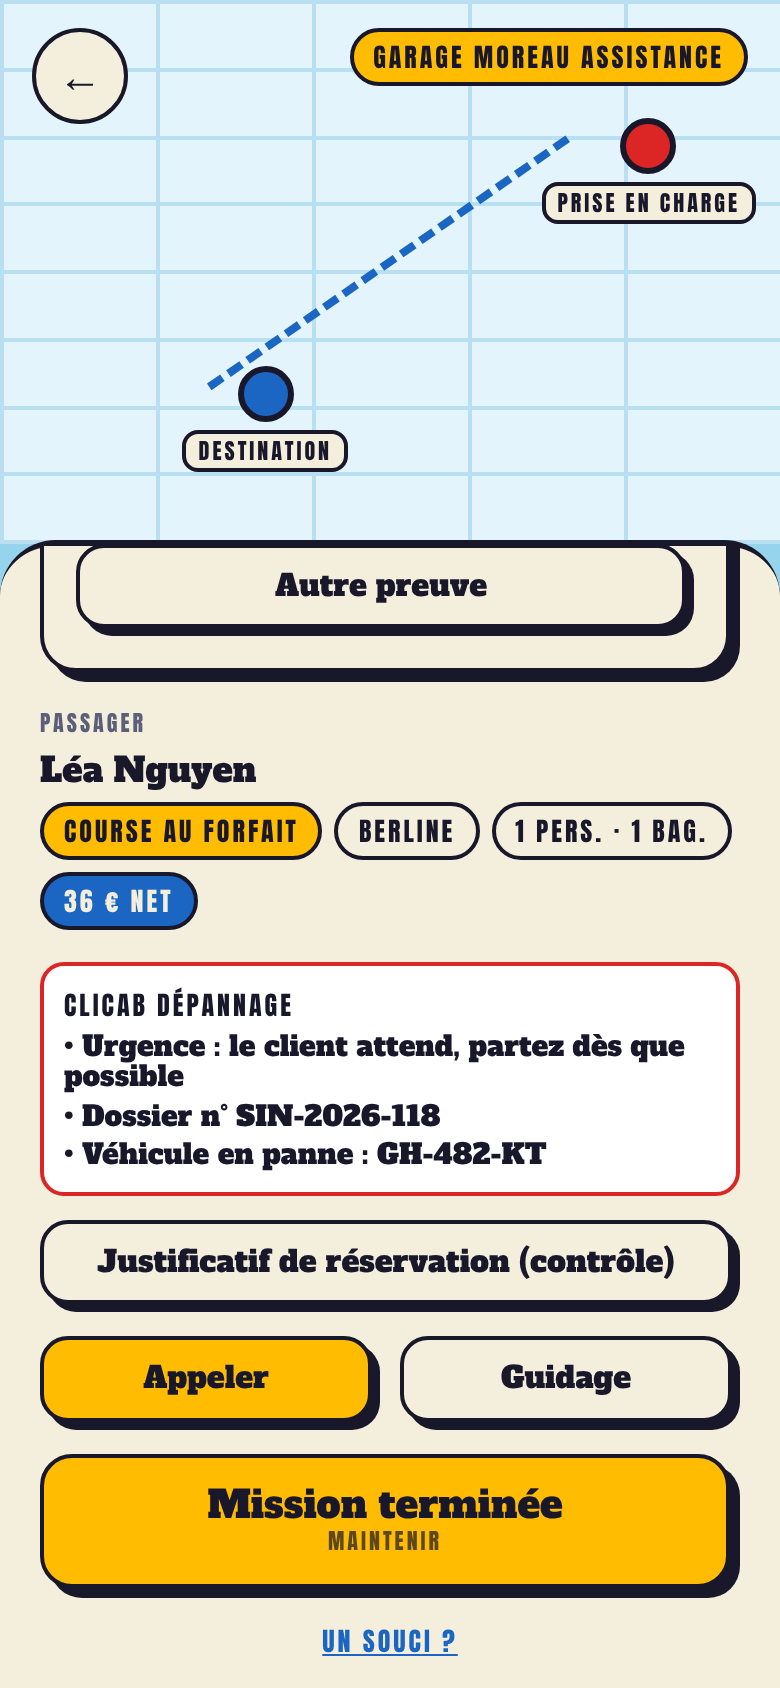 ←
GARAGE MOREAU ASSISTANCE
PRISE EN CHARGE
DESTINATION
Autre preuve
PASSAGER
Léa Nguyen
COURSE AU FORFAIT
BERLINE
1 PERS. · 1 BAG.
36 € NET
CLICAB DÉPANNAGE
• Urgence : le client attend, partez dès que
possible
• Dossier n° SIN-2026-118
• Véhicule en panne : GH-482-KT
Justificatif de réservation (contrôle)
Appeler
Guidage
Mission terminée
MAINTENIR
UN SOUCI ?